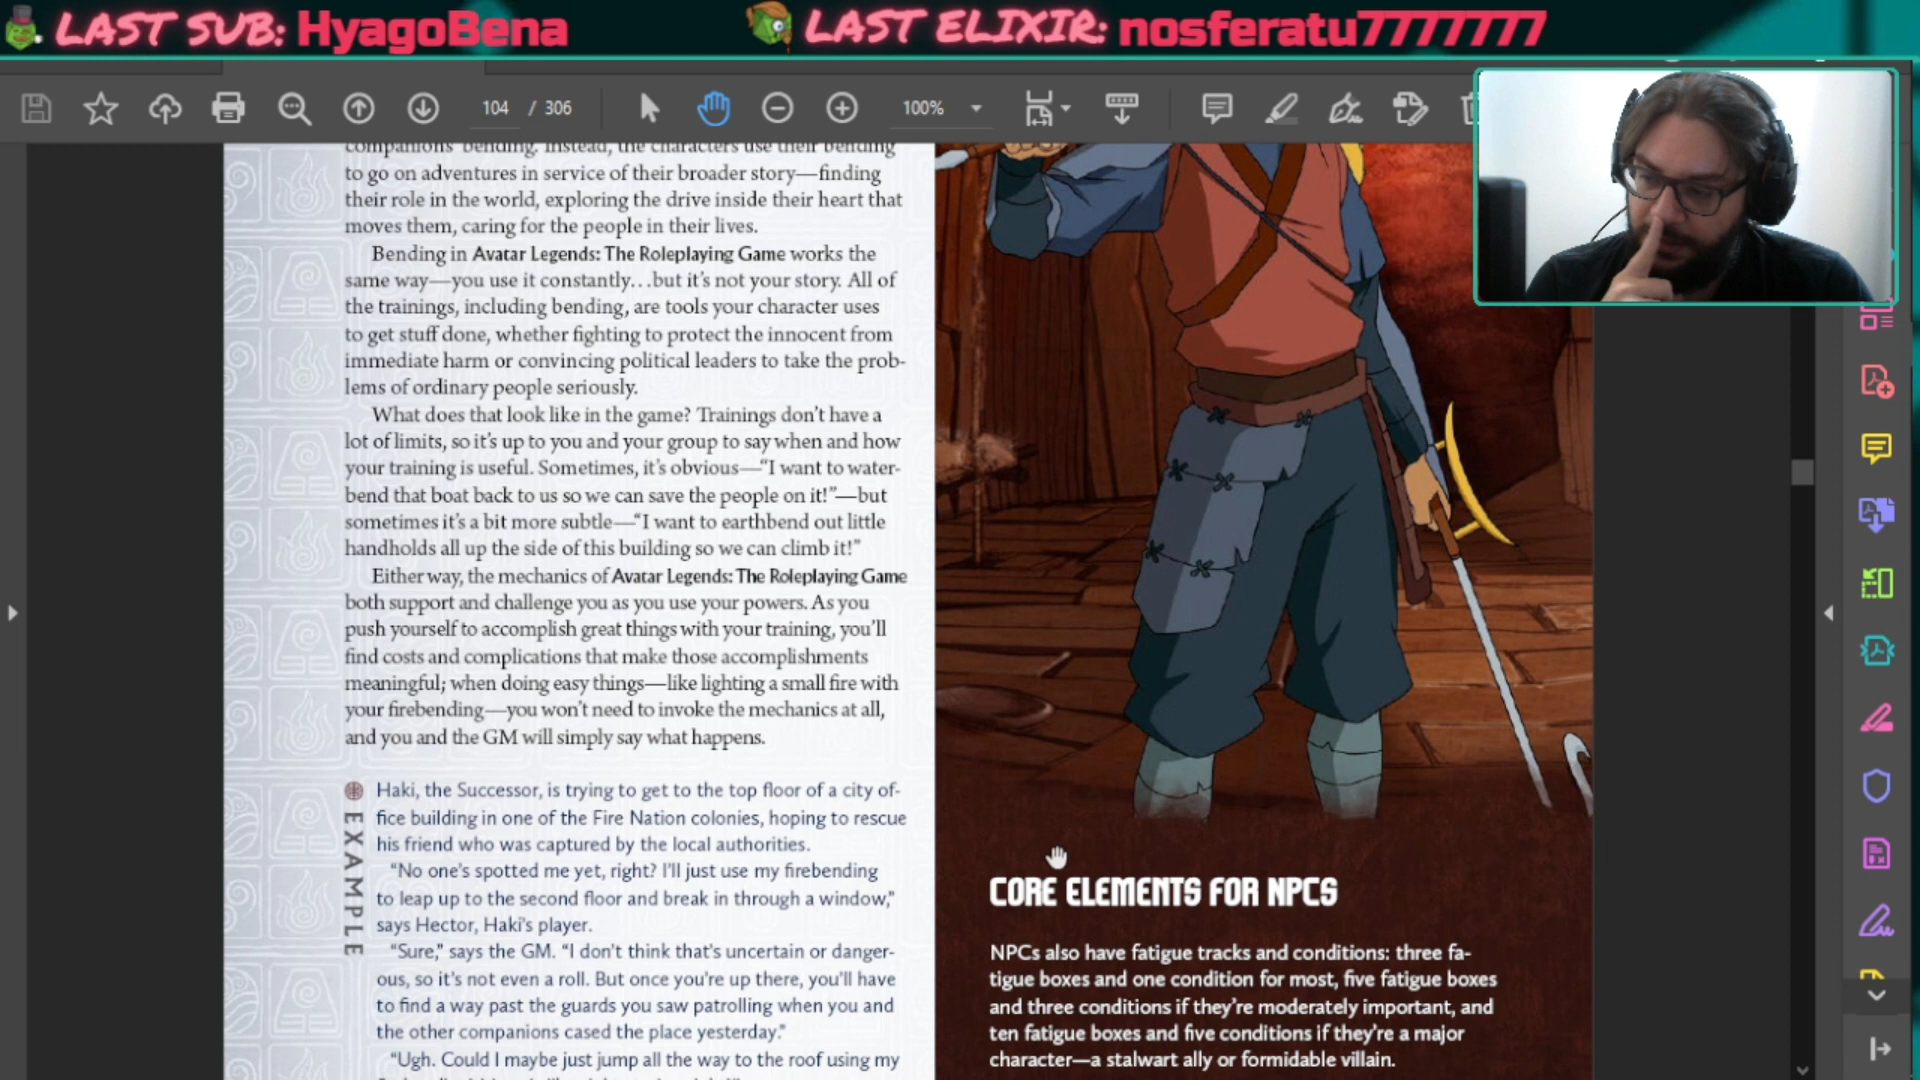 LAST SUB: HyagoBena
LAST ELIXIR: nosferatu7777777
104 / 306
100%
companions' bending. Instead, the characters use their bending
to go on adventures in service of their broader story—finding
their role in the world, exploring the drive inside their heart that
moves them, caring for the people in their lives.
Bending in Avatar Legends: The Roleplaying Game works the
same way—you use it constantly…but it's not your story. All of
the trainings, including bending, are tools your character uses
to get stuff done, whether fighting to protect the innocent from
immediate harm or convincing political leaders to take the prob-
lems of ordinary people seriously.
What does that look like in the game? Trainings don't have a
lot of limits, so it's up to you and your group to say when and how
your training is useful. Sometimes, it's obvious—“I want to water-
bend that boat back to us so we can save the people on it!”—but
sometimes it's a bit more subtle—“I want to earthbend out little
handholds all up the side of this building so we can climb it!”
Either way, the mechanics of Avatar Legends: The Roleplaying Game
both support and challenge you as you use your powers. As you
push yourself to accomplish great things with your training, you'll
find costs and complications that make those accomplishments
meaningful; when doing easy things—like lighting a small fire with
your firebending—you won't need to invoke the mechanics at all,
and you and the GM will simply say what happens.
EXAMPLE
Haki, the Successor, is trying to get to the top floor of a city of-
fice building in one of the Fire Nation colonies, hoping to rescue
his friend who was captured by the local authorities.
“No one's spotted me yet, right? I'll just use my firebending
to leap up to the second floor and break in through a window,”
says Hector, Haki's player.
“Sure,” says the GM. “I don't think that's uncertain or danger-
ous, so it's not even a roll. But once you're up there, you'll have
to find a way past the guards you saw patrolling when you and
the other companions cased the place yesterday.”
“Ugh. Could I maybe just jump all the way to the roof using my
CORE ELEMENTS FOR NPCS
NPCs also have fatigue tracks and conditions: three fa-
tigue boxes and one condition for most, five fatigue boxes
and three conditions if they're moderately important, and
ten fatigue boxes and five conditions if they're a major
character—a stalwart ally or formidable villain.